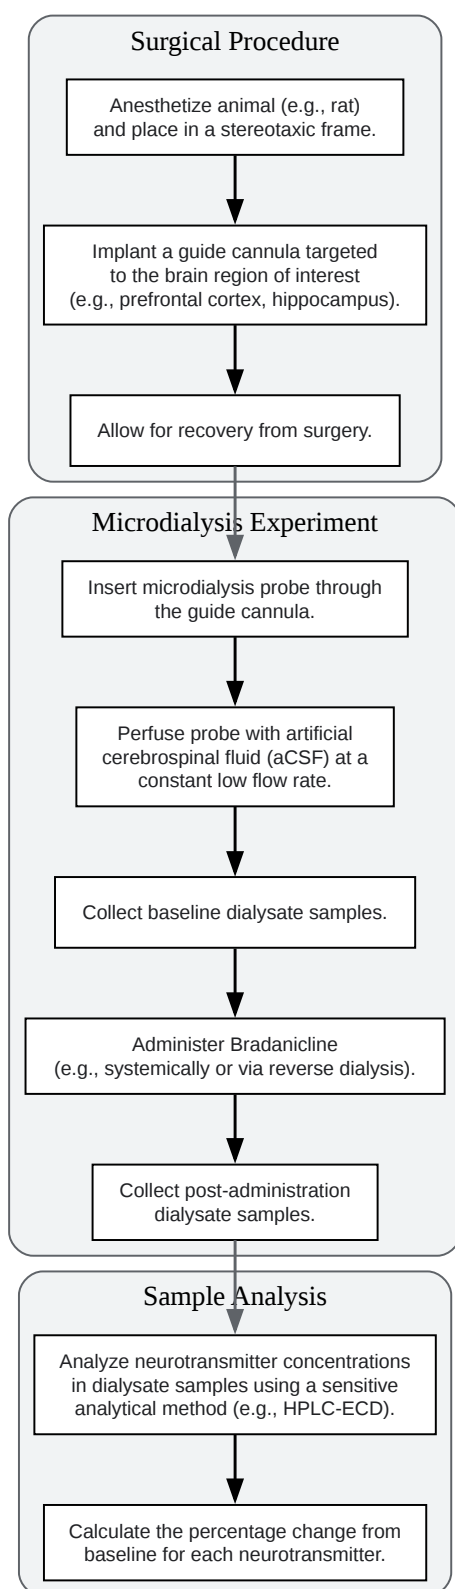 Surgical Procedure
Anesthetize animal (e.g., rat)
and place in a stereotaxic frame.
Implant a guide cannula targeted
to the brain region of interest
(e.g., prefrontal cortex, hippocampus).
Allow for recovery from surgery.
Microdialysis Experiment
Insert microdialysis probe through
the guide cannula.
Perfuse probe with artificial
cerebrospinal fluid (aCSF) at a
constant low flow rate.
Collect baseline dialysate samples.
Administer Bradanicline
(e.g., systemically or via reverse dialysis).
Collect post-administration
dialysate samples.
Sample Analysis
Analyze neurotransmitter concentrations
in dialysate samples using a sensitive
analytical method (e.g., HPLC-ECD).
Calculate the percentage change from
baseline for each neurotransmitter.